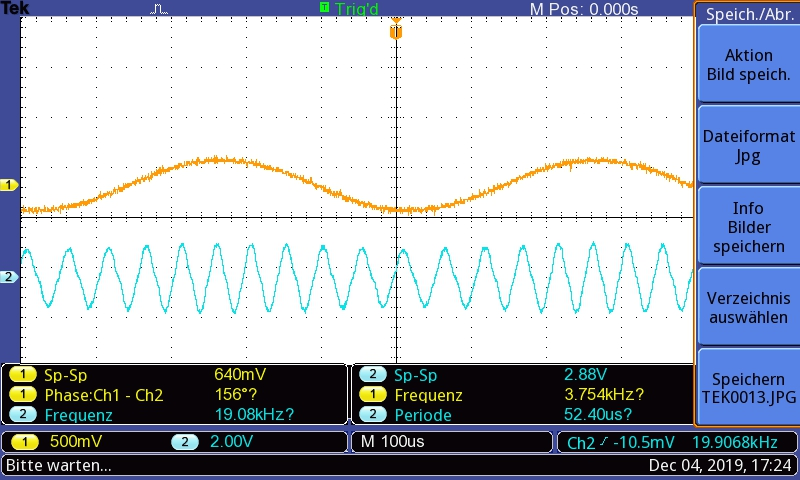 Tek T Trig'd M Pos: 0.000s
Speich./Abr.
Aktion
Bild speich.
Dateiformat
Jpg
Info
Bilder
speichern
Verzeichnis
auswählen
Speichern
TEK0013.JPG
T
1
2
1 Sp-Sp 640mV
1 Phase:Ch1 - Ch2 156°?
2 Frequenz 19.08kHz?
2 Sp-Sp 2.88V
1 Frequenz 3.754kHz?
2 Periode 52.40us?
1 500mV 2 2.00V M 100us Ch2 -10.5mV 19.9068kHz
Bitte warten... Dec 04, 2019, 17:24